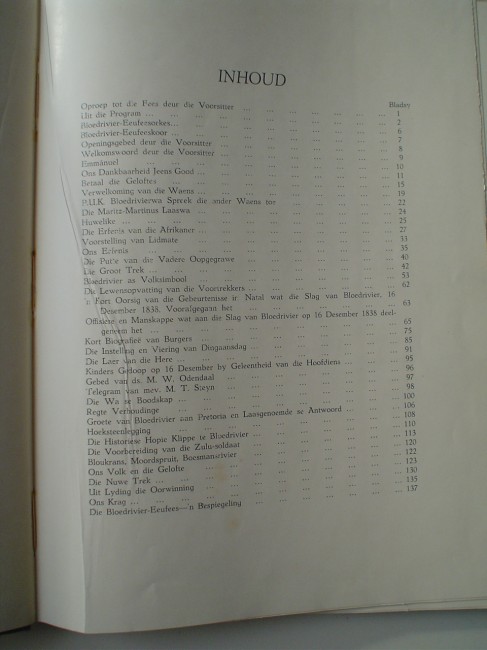 INHOUD
Bladsy
Oproep tot die Fees deur die Voorsitter ... ... ... ... ... 1
Uit die Program ... ... ... ... ... ... 2
Bloedrivier-Eeufeesorkes ... ... ... ... ... ... 6
Bloedrivier-Eeufeeskoor ... ... ... ... ... ... 7
Openingsgebed deur die Voorsitter ... ... ... ... ... 8
Welkomswoord deur die Voorsitter ... ... ... ... ... 9
Emmanuel ... ... ... ... ... ... 10
Ons Dankbaarheid Jeens God ... ... ... ... ... 11
Betaal die Geloftes ... ... ... ... ... ... 15
Verwelkoming van die Waens ... ... ... ... ... 19
P.U.K. Bloedrivierwa Spreek die ander Waens toe ... ... ... ... 22
Die Maritz-Martinus Laaswa ... ... ... ... ... 24
Huwelike ... ... ... ... ... ... 25
Die Erfenis van die Afrikaner ... ... ... ... ... 27
Voorstelling van Lidmate ... ... ... ... ... 33
Ons Erfenis ... ... ... ... ... ... 35
Die Putte van die Vadere Oopgegrawe ... ... ... ... ... 40
Die Groot Trek ... ... ... ... ... ... 42
Bloedrivier as Volksimbool ... ... ... ... ... 53
Die Lewensopvatting van die Voortrekkers ... ... ... ... 62
'n Kort Oorsig van die Gebeurtenisse in Natal wat die Slag van Bloedrivier, 16
Desember 1838, Voorafgegaan het ... ... ... ... 63
Offisiere en Manskappe wat aan die Slag van Bloedrivier op 16 Desember 1838 deel-
geneem het ... ... ... ... ... ... 65
Kort Biografieë van Burgers ... ... ... ... ... 75
Die Instelling en Viering van Dingaansdag ... ... ... ... 85
Die Laer van die Here ... ... ... ... ... 91
Kinders Gedoop op 16 Desember by Geleentheid van die Hoofdiens ... ... 95
Gebed van ds. M. W. Odendaal ... ... ... ... ... 96
Telegram van mev. M. T. Steyn ... ... ... ... ... 97
Die Wa se Boodskap ... ... ... ... ... 98
Regte Verhoudinge ... ... ... ... ... 100
Groete van Bloedrivier aan Pretoria en Laasgenoemde se Antwoord ... ... 106
Hoeksteenlegging ... ... ... ... ... 108
Die Historiese Hopie Klippe te Bloedrivier ... ... ... ... 110
Die Voorbereiding van die Zulu-soldaat ... ... ... ... 113
Bloukrans, Moordspruit, Boesmansrivier ... ... ... ... 120
Ons Volk en die Gelofte ... ... ... ... ... 122
Die Nuwe Trek ... ... ... ... ... 123
Uit Lyding die Oorwinning ... ... ... ... ... 130
Ons Krag ... ... ... ... ... 135
Die Bloedrivier-Eeufees—'n Bespiegeling ... ... ... ... 137